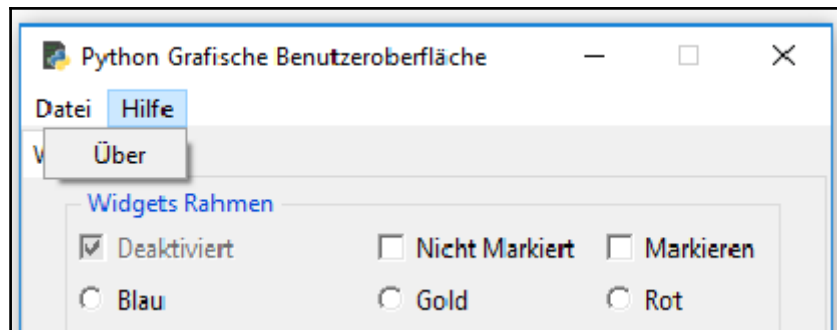 Python Grafische Benutzeroberfläche
Datei Hilfe
Über
Widgets Rahmen
Deaktiviert Nicht Markiert Markieren
Blau Gold Rot